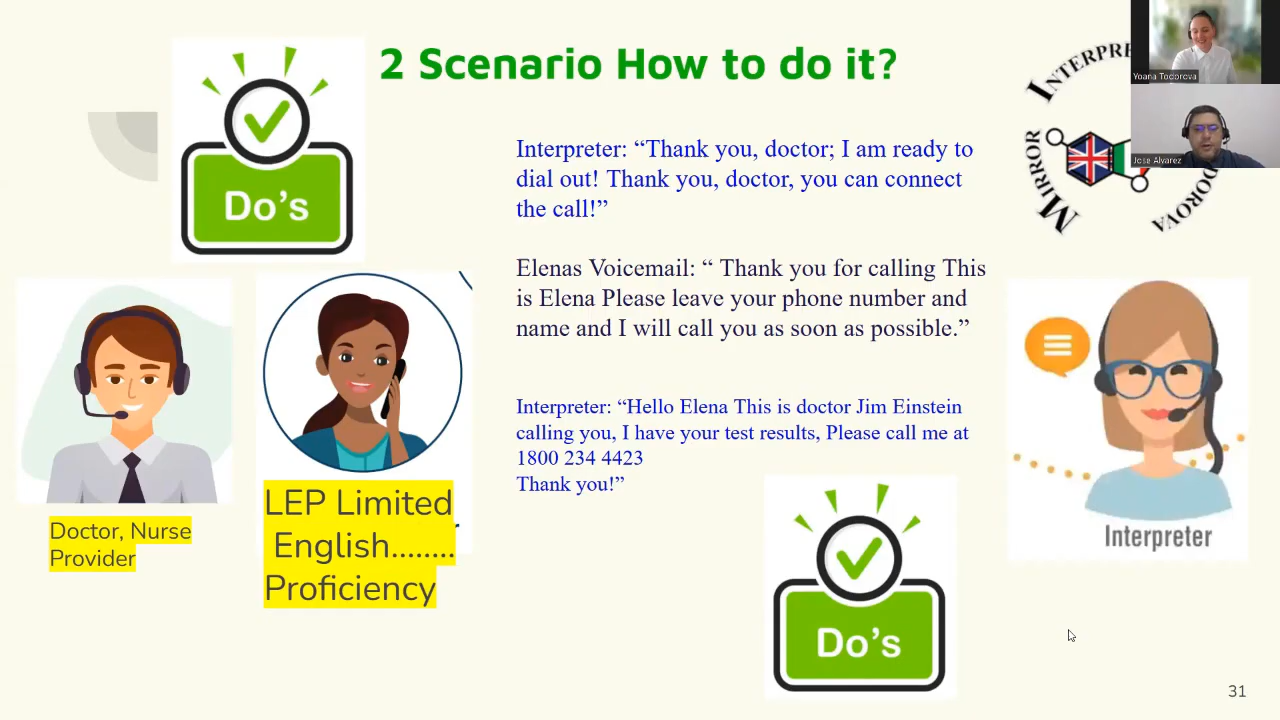 2 Scenario How to do it?
Do's
Interpreter: “Thank you, doctor; I am ready to
dial out! Thank you, doctor, you can connect
the call!”
Elenas Voicemail: “ Thank you for calling This
is Elena Please leave your phone number and
name and I will call you as soon as possible.”
Interpreter: “Hello Elena This is doctor Jim Einstein
calling you, I have your test results, Please call me at
1800 234 4423
Thank you!”
Doctor, Nurse
Provider
LEP Limited
English........
Proficiency
Interpreter
Do's
MIRROR
Yoana Todorova
Jose Alvarez
31